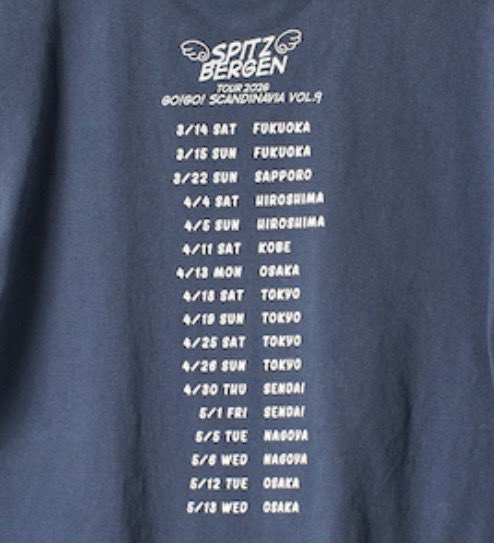 SPITZ
BERGEN
TOUR 2026
GO!GO! SCANDINAVIA VOL.9
3/14 SAT FUKUOKA
3/15 SUN FUKUOKA
3/22 SUN SAPPORO
4/4 SAT HIROSHIMA
4/5 SUN HIROSHIMA
4/11 SAT KOBE
4/13 MON OSAKA
4/18 SAT TOKYO
4/19 SUN TOKYO
4/25 SAT TOKYO
4/26 SUN TOKYO
4/30 THU SENDAI
5/1 FRI SENDAI
5/5 TUE NAGOYA
5/6 WED NAGOYA
5/12 TUE OSAKA
5/13 WED OSAKA